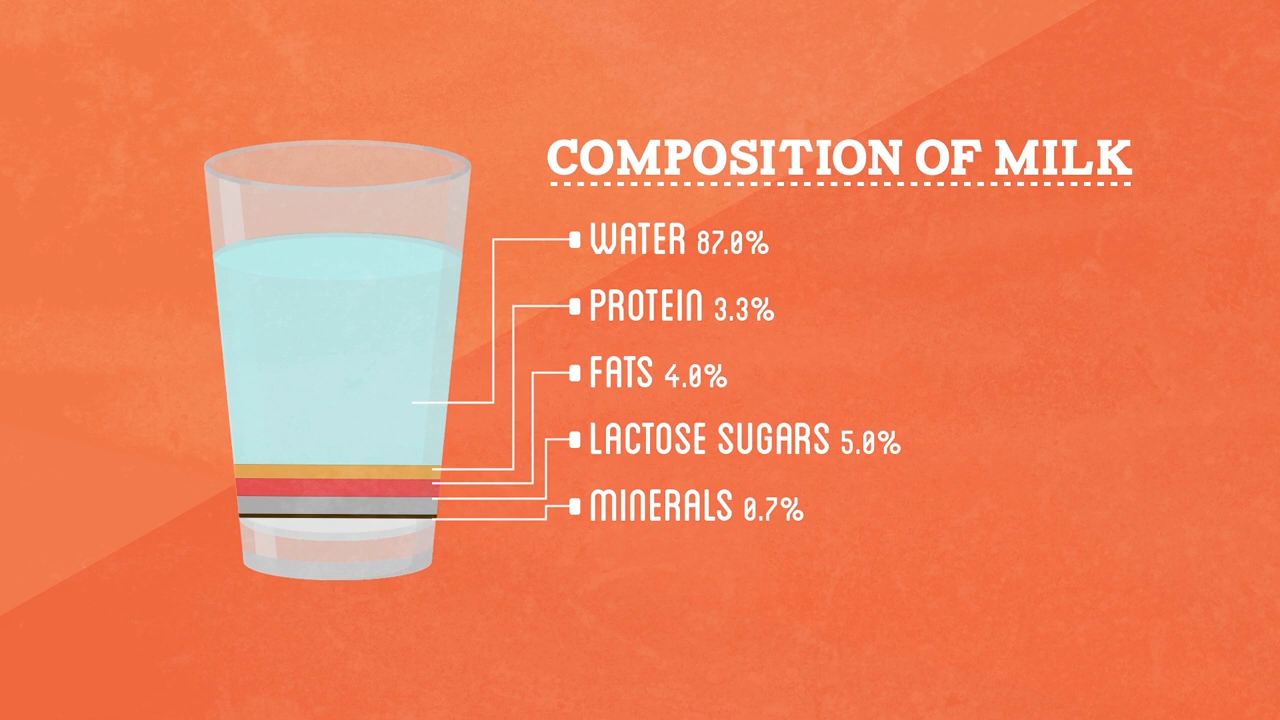 COMPOSITION OF MILK
WATER 87.0%
PROTEIN 3.3%
FATS 4.0%
LACTOSE SUGARS 5.0%
MINERALS 0.7%